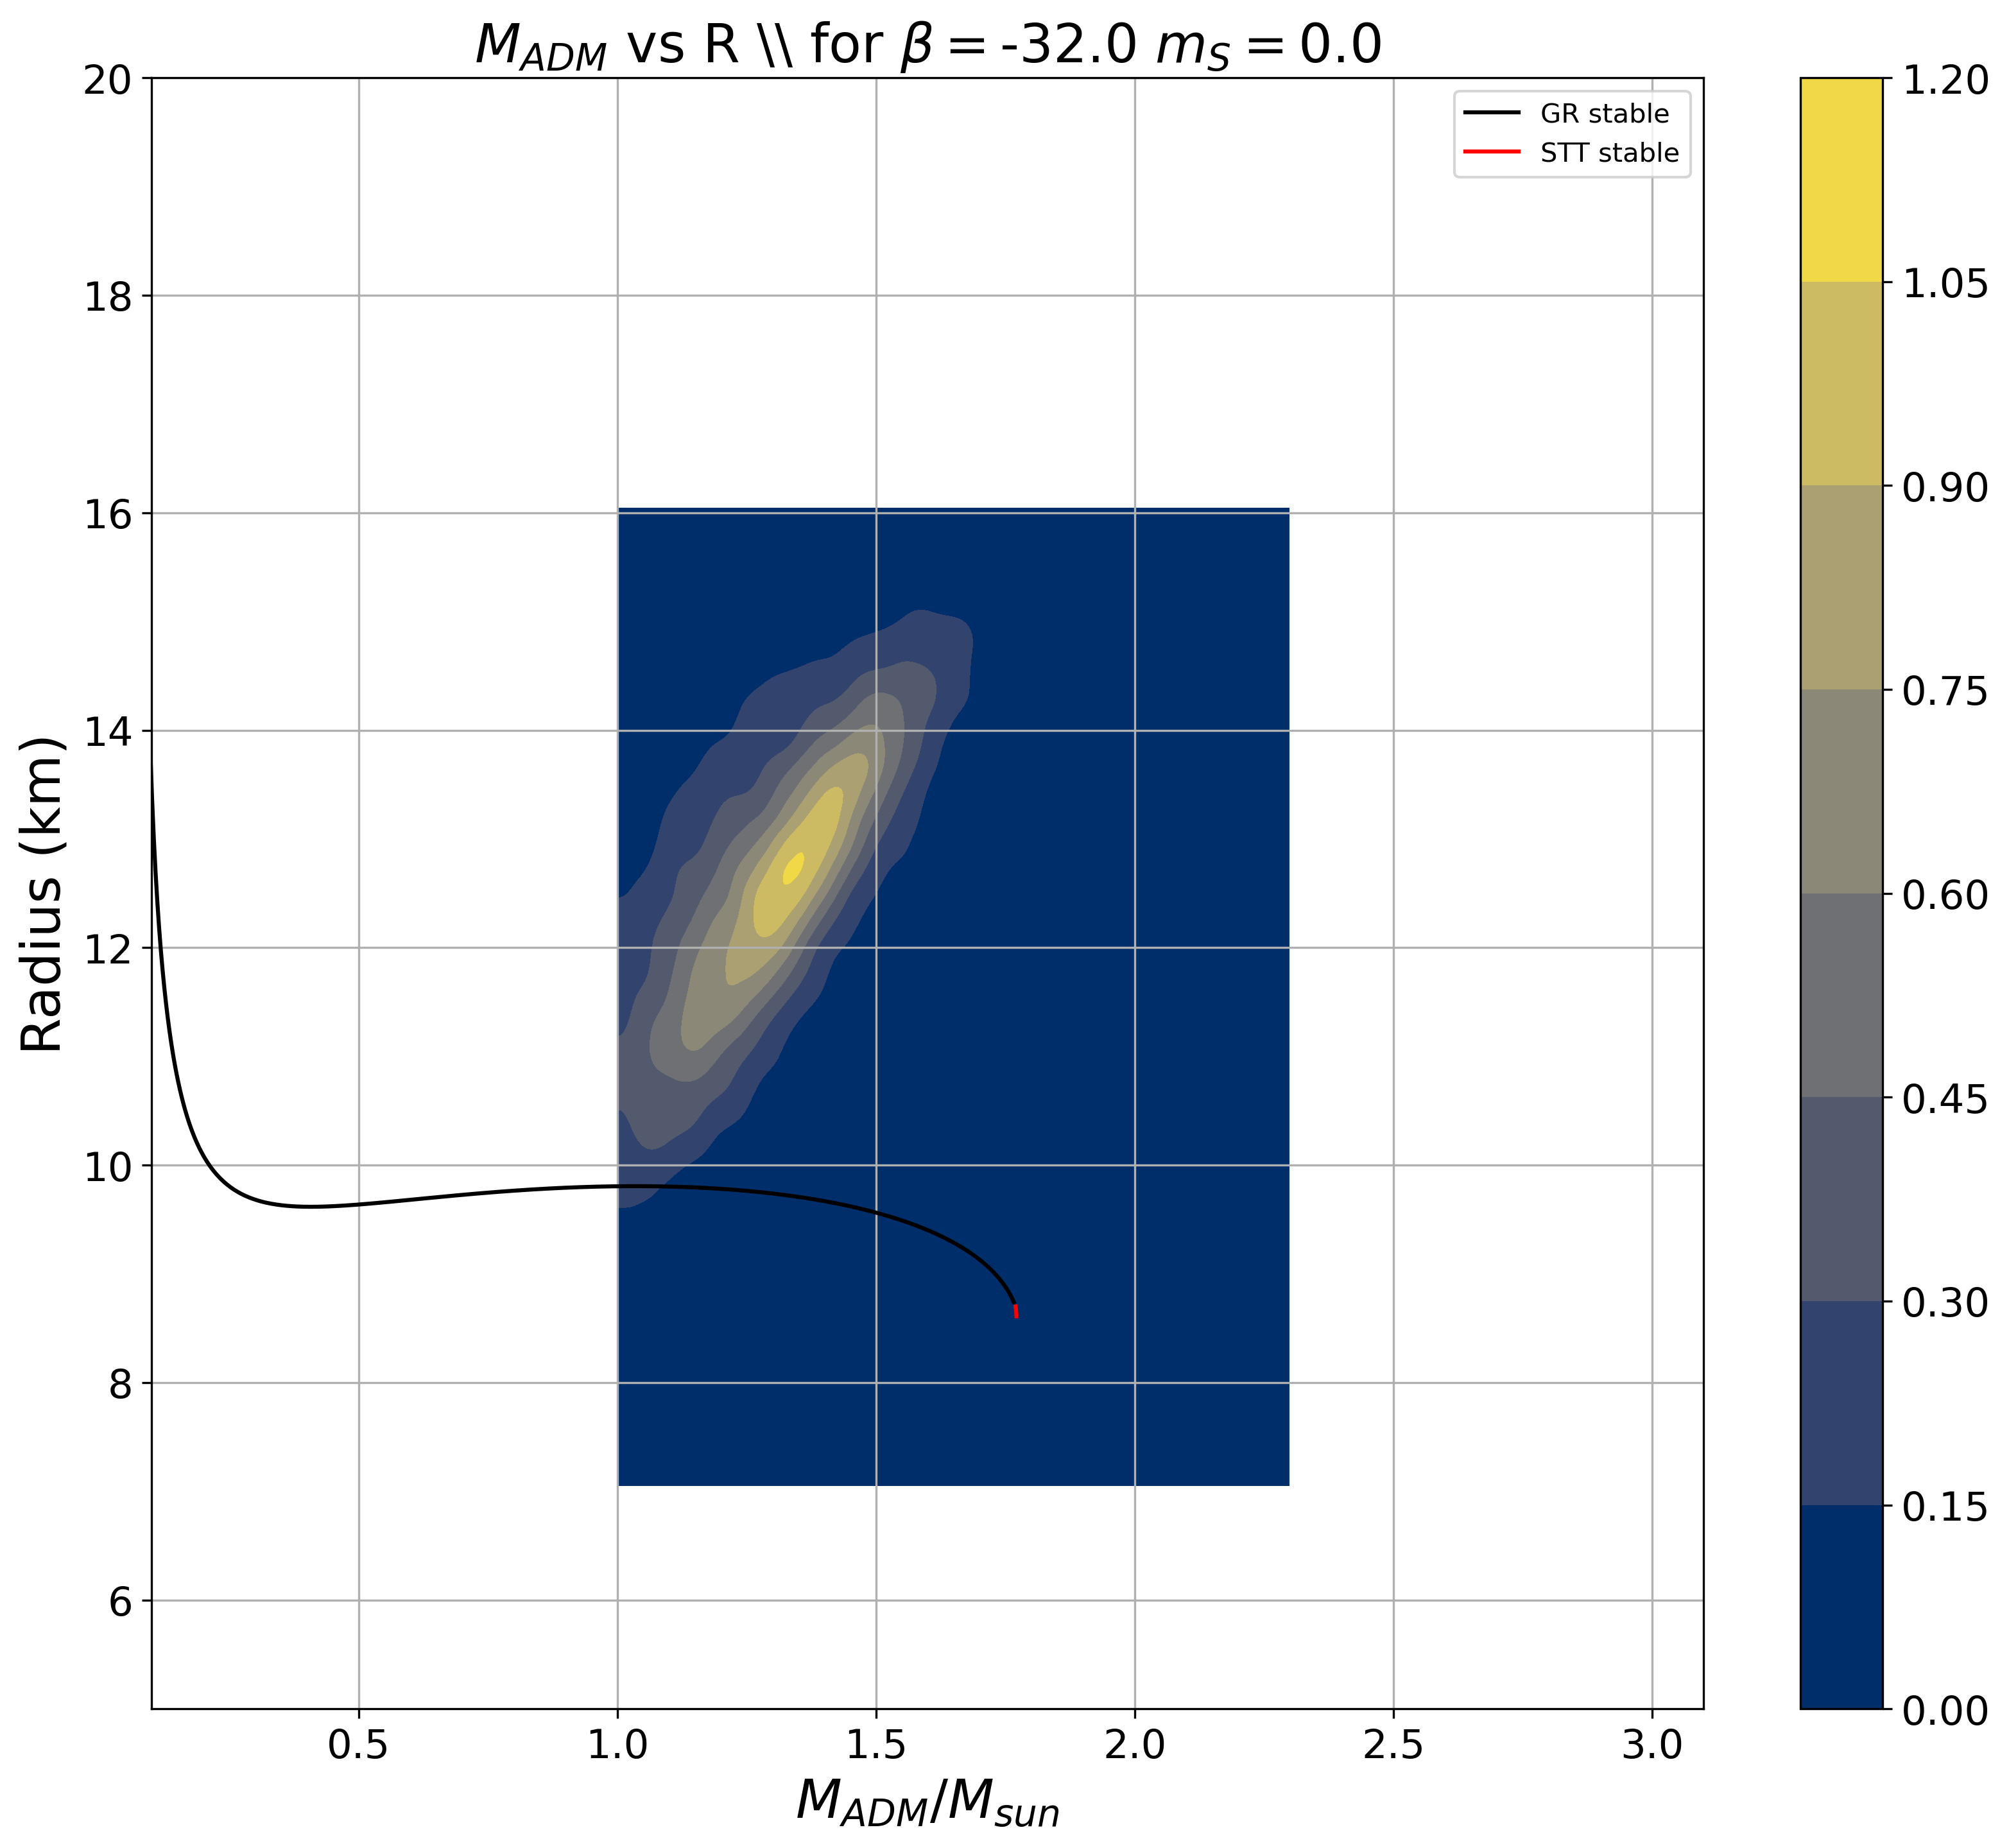 M_ADM vs R \\ for β = -32.0 m_S = 0.0
GR stable
STT stable
Radius (km)
20
18
16
14
12
10
8
6
0.5 1.0 1.5 2.0 2.5 3.0
M_ADM/M_sun
1.20
1.05
0.90
0.75
0.60
0.45
0.30
0.15
0.00